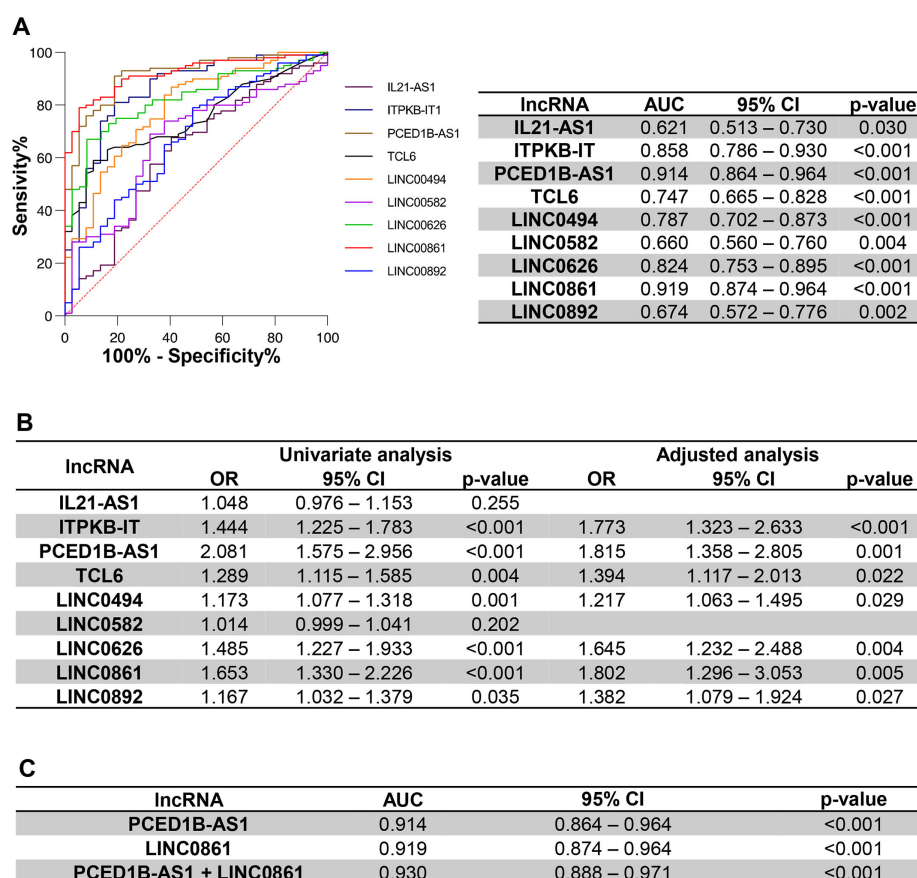 A
100
80
60
40
20
0
Sensivity%
0 20 40 60 80 100
100% - Specificity%
IL21-AS1
ITPKB-IT1
PCED1B-AS1
TCL6
LINC00494
LINC00582
LINC00626
LINC00861
LINC00892
lncRNA AUC 95% CI p-value
IL21-AS1 0.621 0.513 – 0.730 0.030
ITPKB-IT 0.858 0.786 – 0.930 <0.001
PCED1B-AS1 0.914 0.864 – 0.964 <0.001
TCL6 0.747 0.665 – 0.828 <0.001
LINC0494 0.787 0.702 – 0.873 <0.001
LINC0582 0.660 0.560 – 0.760 0.004
LINC0626 0.824 0.753 – 0.895 <0.001
LINC0861 0.919 0.874 – 0.964 <0.001
LINC0892 0.674 0.572 – 0.776 0.002
B
lncRNA Univariate analysis Adjusted analysis
OR 95% CI p-value OR 95% CI p-value
IL21-AS1 1.048 0.976 – 1.153 0.255
ITPKB-IT 1.444 1.225 – 1.783 <0.001 1.773 1.323 – 2.633 <0.001
PCED1B-AS1 2.081 1.575 – 2.956 <0.001 1.815 1.358 – 2.805 0.001
TCL6 1.289 1.115 – 1.585 0.004 1.394 1.117 – 2.013 0.022
LINC0494 1.173 1.077 – 1.318 0.001 1.217 1.063 – 1.495 0.029
LINC0582 1.014 0.999 – 1.041 0.202
LINC0626 1.485 1.227 – 1.933 <0.001 1.645 1.232 – 2.488 0.004
LINC0861 1.653 1.330 – 2.226 <0.001 1.802 1.296 – 3.053 0.005
LINC0892 1.167 1.032 – 1.379 0.035 1.382 1.079 – 1.924 0.027
C
lncRNA AUC 95% CI p-value
PCED1B-AS1 0.914 0.864 – 0.964 <0.001
LINC0861 0.919 0.874 – 0.964 <0.001
PCED1B-AS1 + LINC0861 0.930 0.888 – 0.971 <0.001